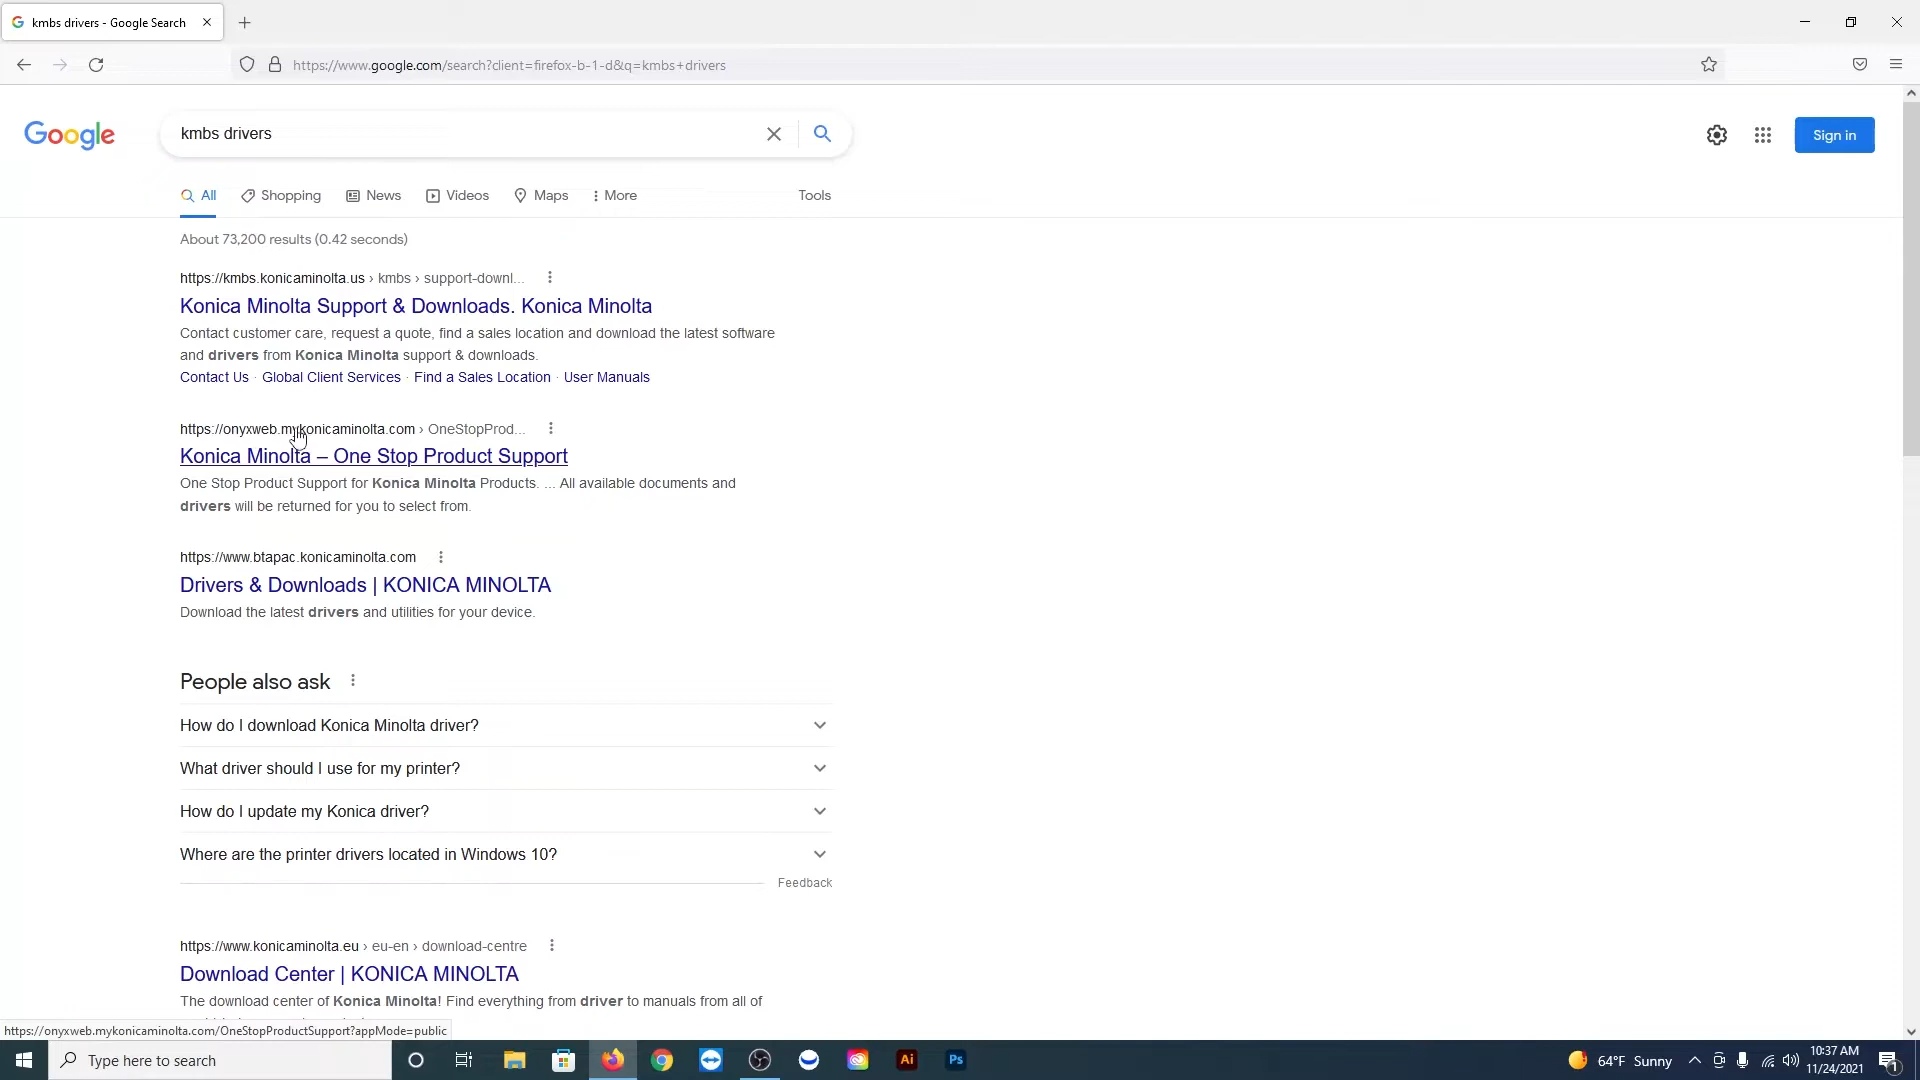 kmbs drivers - Google Search
https://www.google.com/search?client=firefox-b-1-d&q=kmbs+drivers
Google
kmbs drivers
Sign in
All Shopping News Videos Maps More Tools
About 73,200 results (0.42 seconds)
https://kmbs.konicaminolta.us › kmbs › support-downl...
Konica Minolta Support & Downloads. Konica Minolta
Contact customer care, request a quote, find a sales location and download the latest software
and drivers from Konica Minolta support & downloads.
Contact Us · Global Client Services · Find a Sales Location · User Manuals
https://onyxweb.mykonicaminolta.com › OneStopProd...
Konica Minolta – One Stop Product Support
One Stop Product Support for Konica Minolta Products. ... All available documents and
drivers will be returned for you to select from.
https://www.btapac.konicaminolta.com
Drivers & Downloads | KONICA MINOLTA
Download the latest drivers and utilities for your device.
People also ask
How do I download Konica Minolta driver?
What driver should I use for my printer?
How do I update my Konica driver?
Where are the printer drivers located in Windows 10?
Feedback
https://www.konicaminolta.eu › eu-en › download-centre
Download Center | KONICA MINOLTA
The download center of Konica Minolta! Find everything from driver to manuals from all of
https://onyxweb.mykonicaminolta.com/OneStopProductSupport?appMode=public
Type here to search
Ai
Ps
64°F Sunny
10:37 AM
11/24/2021
1